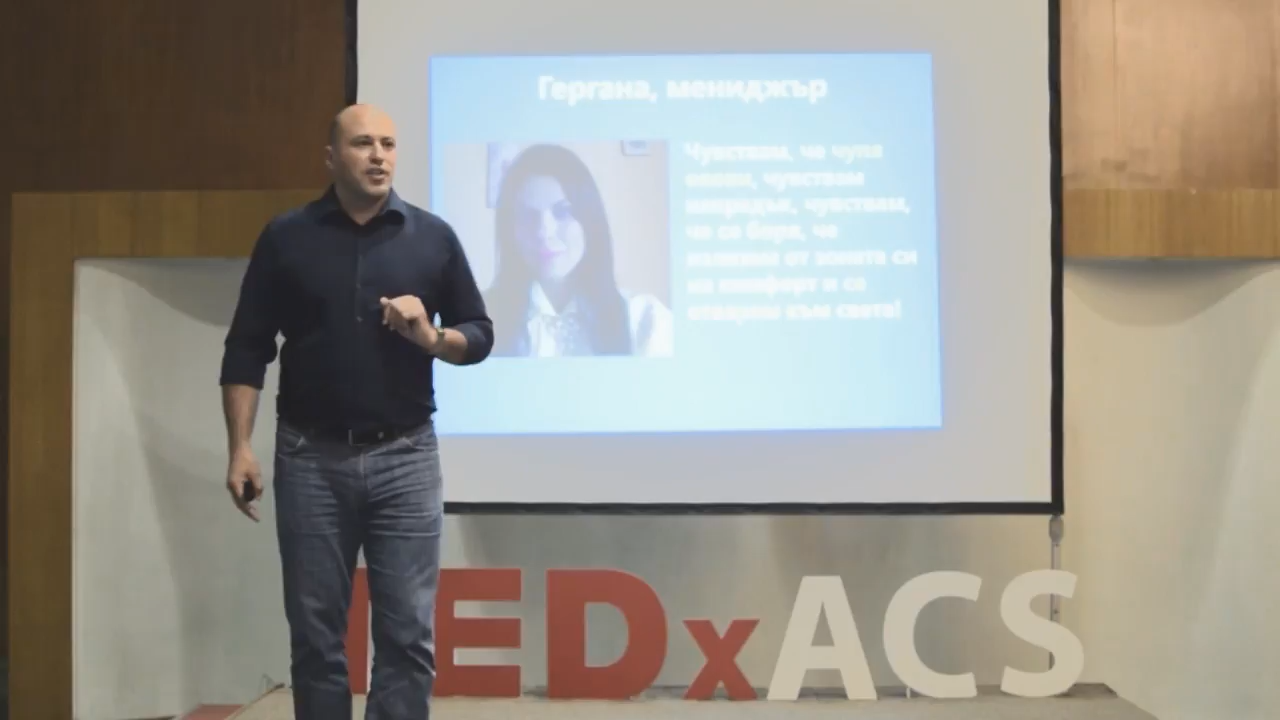 Гергана, мениджър
Чувствам, че чупя
чувствам
чувствам,
че се боря, че
излизам от зоната си
на комфорт и се
отварям към света!
TEDxACS